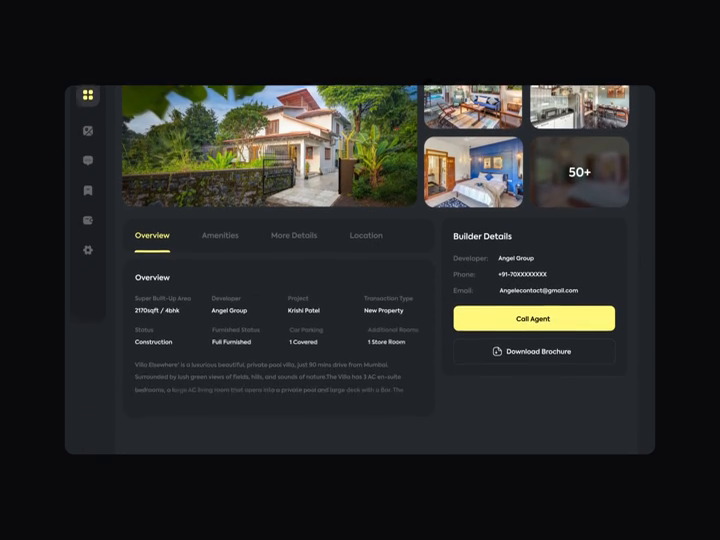 50+
Overview Amenities More Details Location
Overview
Super Built-Up Area Developer Project Transaction Type
2170sqft / 4bhk Angel Group Krishi Patel New Property
Status Furnished Status Car Parking Additional Rooms
Construction Full Furnished 1 Covered 1 Store Room
Villa Elsewhere' is a luxurious beautiful, private pool villa, just 90 mins drive from Mumbai.
Surrounded by lush green views of fields, hills, and sounds of nature.The Villa has 3 AC en-suite
bedrooms, a large AC living room that opens into a private pool and large deck with a Bar. The
Builder Details
Developer: Angel Group
Phone: +91-70XXXXXXXX
Email: Angelecontact@gmail.com
Call Agent
Download Brochure